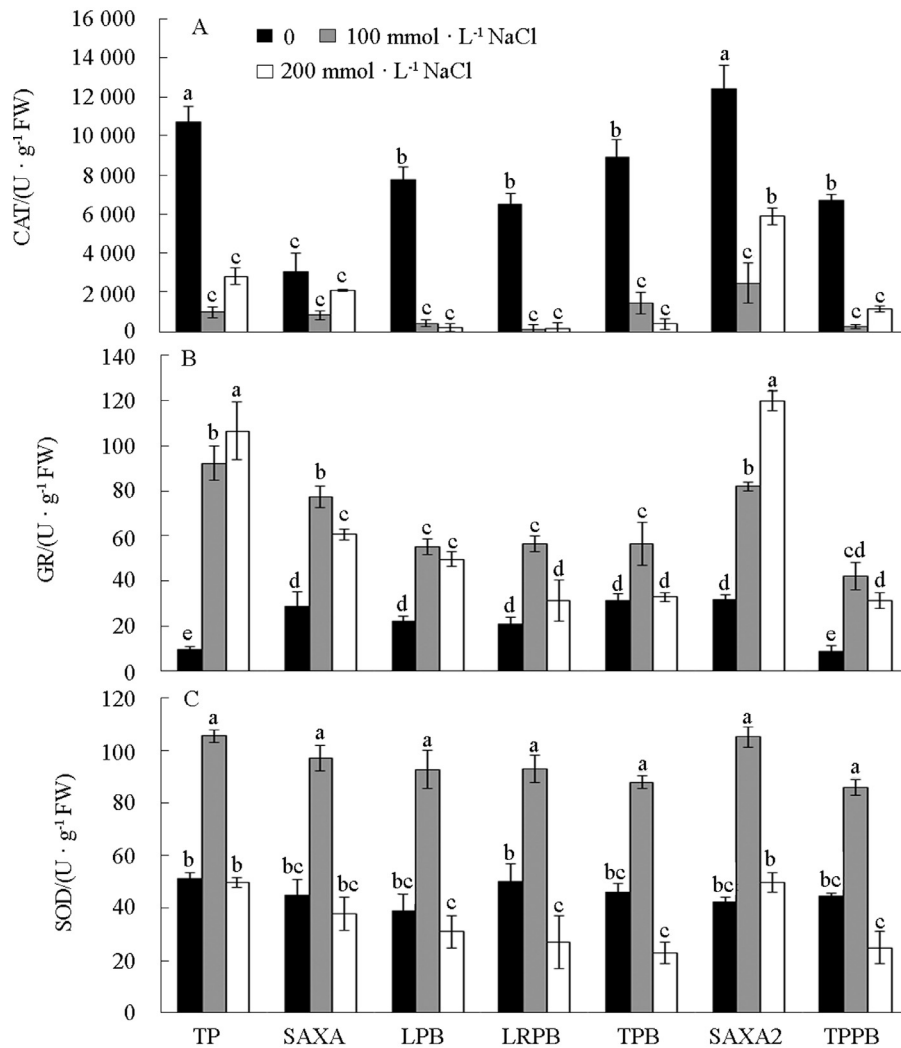 A
0
100 mmol · L⁻¹ NaCl
200 mmol · L⁻¹ NaCl
CAT/(U · g⁻¹ FW)
16 000
14 000
12 000
10 000
8 000
6 000
4 000
2 000
0
a c c
c c c
b c c
b c c
b c c
a c b
b c c
B
GR/(U · g⁻¹ FW)
140
120
100
80
60
40
20
0
e b a
d b c
d c c
d c d
d c d
d b a
e cd d
C
SOD/(U · g⁻¹ FW)
120
100
80
60
40
20
0
b a b
bc a bc
bc a c
b a c
bc a c
bc a b
bc a c
TP SAXA LPB LRPB TPB SAXA2 TPPB